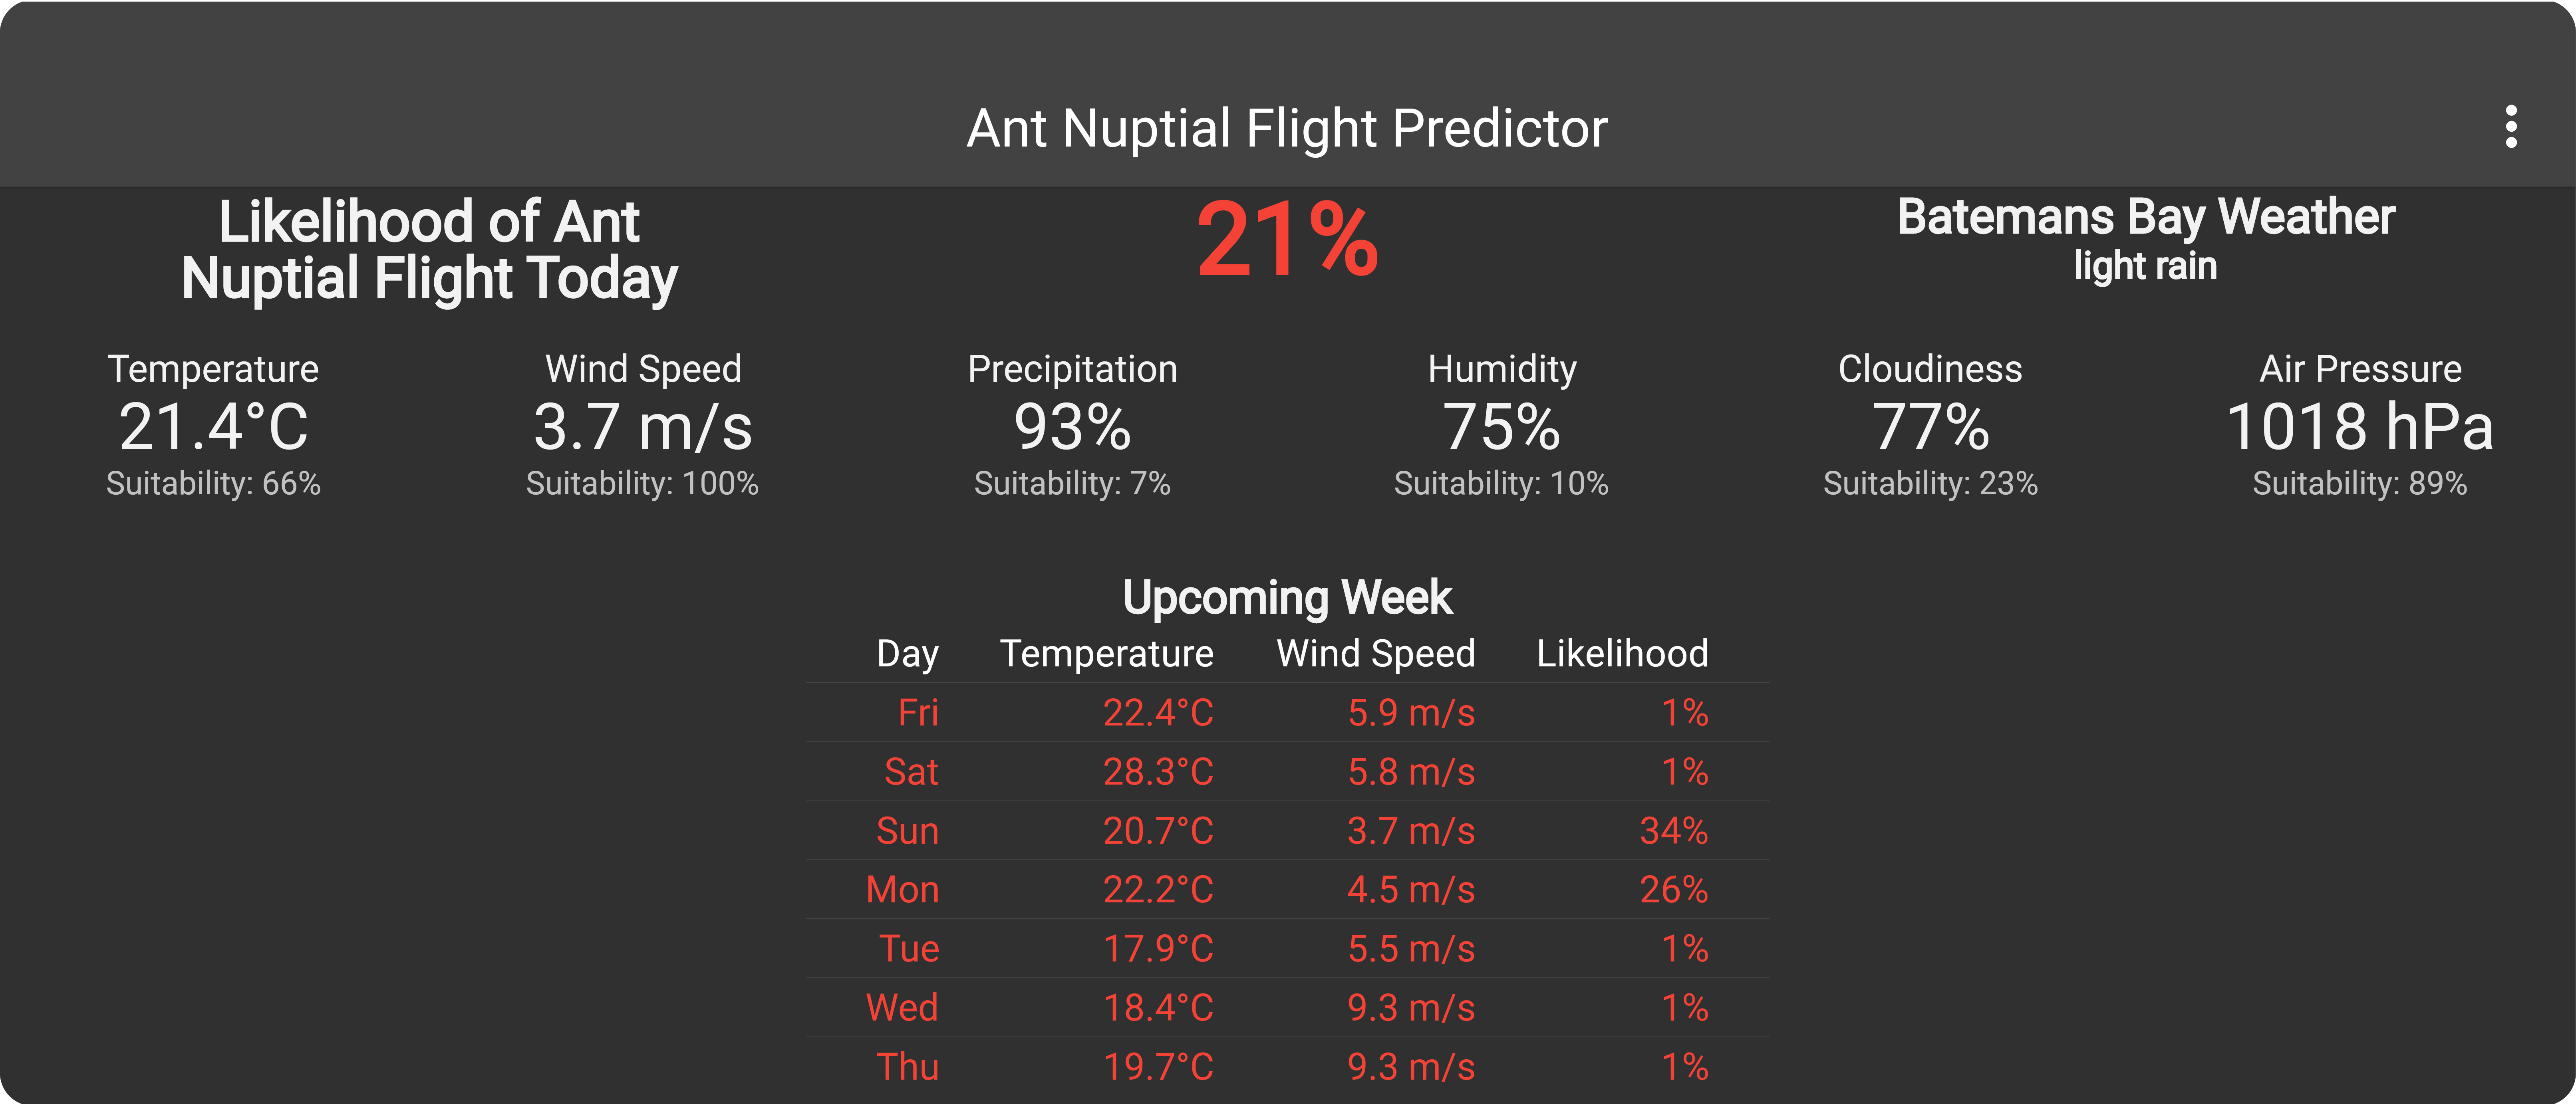 Ant Nuptial Flight Predictor
Likelihood of Ant
Nuptial Flight Today
21%
Batemans Bay Weather
light rain
Temperature
21.4°C
Suitability: 66%
Wind Speed
3.7 m/s
Suitability: 100%
Precipitation
93%
Suitability: 7%
Humidity
75%
Suitability: 10%
Cloudiness
77%
Suitability: 23%
Air Pressure
1018 hPa
Suitability: 89%
Upcoming Week
Day Temperature Wind Speed Likelihood
Fri 22.4°C 5.9 m/s 1%
Sat 28.3°C 5.8 m/s 1%
Sun 20.7°C 3.7 m/s 34%
Mon 22.2°C 4.5 m/s 26%
Tue 17.9°C 5.5 m/s 1%
Wed 18.4°C 9.3 m/s 1%
Thu 19.7°C 9.3 m/s 1%